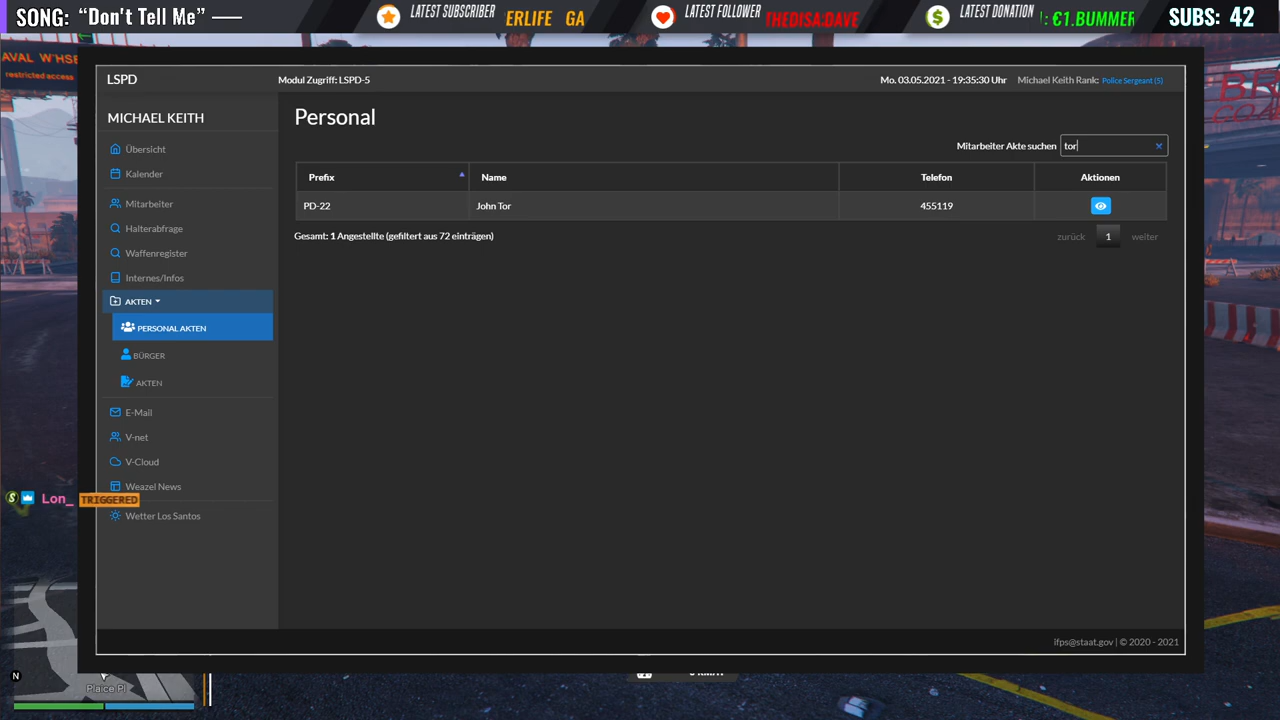 SONG: “Don't Tell Me” ——
LATEST SUBSCRIBER
ERLIFE GA
LATEST FOLLOWER
THEDISA:DAVE
LATEST DONATION
: €1.BUMMER
SUBS: 42
restricted access
LSPD
Modul Zugriff: LSPD-5
Mo. 03.05.2021 - 19:35:30 Uhr
Michael Keith Rank: Police Sergeant (5)
MICHAEL KEITH
Übersicht
Kalender
Mitarbeiter
Halterabfrage
Waffenregister
Internes/Infos
AKTEN
PERSONAL AKTEN
BÜRGER
AKTEN
E-Mail
V-net
V-Cloud
Weazel News
Wetter Los Santos
Personal
Mitarbeiter Akte suchen tor
Prefix Name Telefon Aktionen
PD-22 John Tor 455119
Gesamt: 1 Angestellte (gefiltert aus 72 einträgen)
zurück 1 weiter
Lon_ TRIGGERED
ifps@staat.gov | © 2020 - 2021
N
Plaice Pl